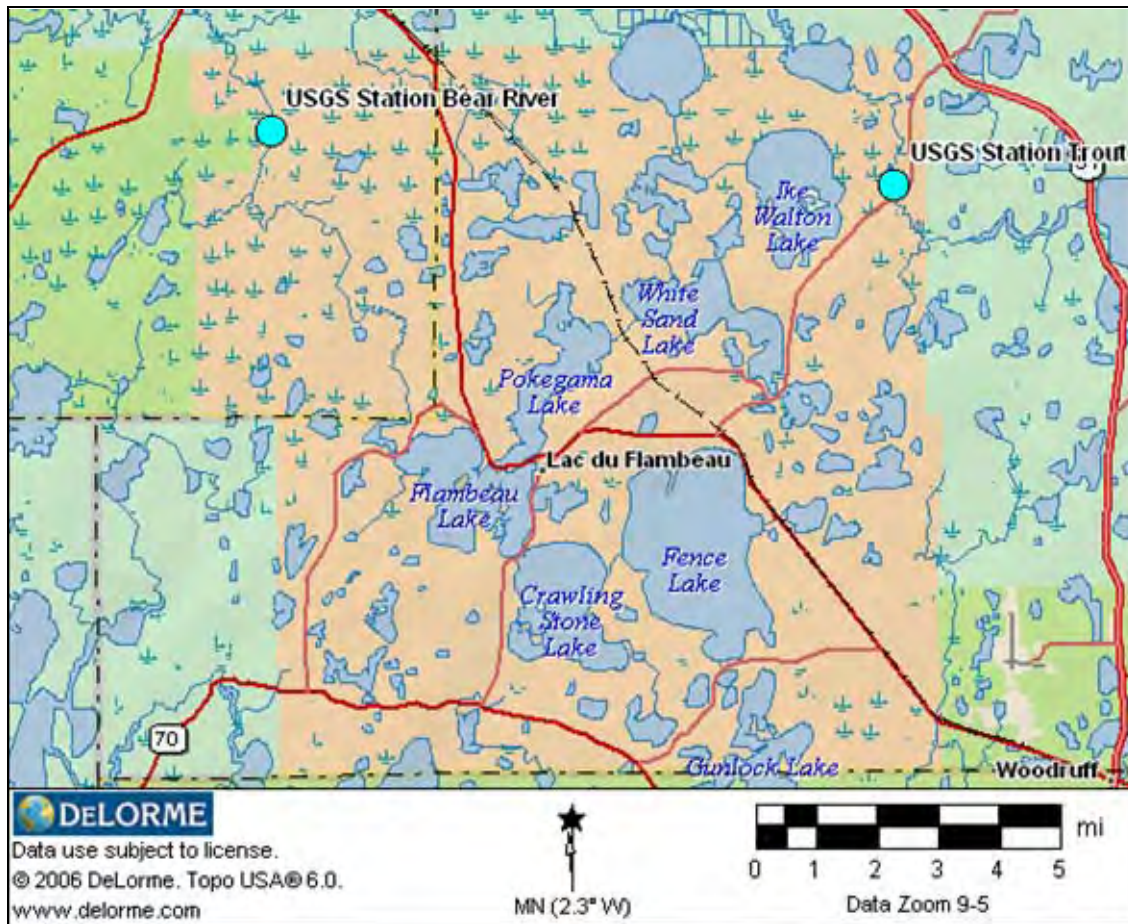 USGS Station Bear River
USGS Station Trout
Ike
Walton
Lake
White
Sand
Lake
Pokegama
Lake
Lac du Flambeau
Flambeau
Lake
Fence
Lake
Crawling
Stone
Lake
70
Gunlock Lake
Woodruff
DELORME
Data use subject to license.
© 2006 DeLorme. Topo USA® 6.0.
www.delorme.com
MN (2.3° W)
mi
0 1 2 3 4 5
Data Zoom 9-5